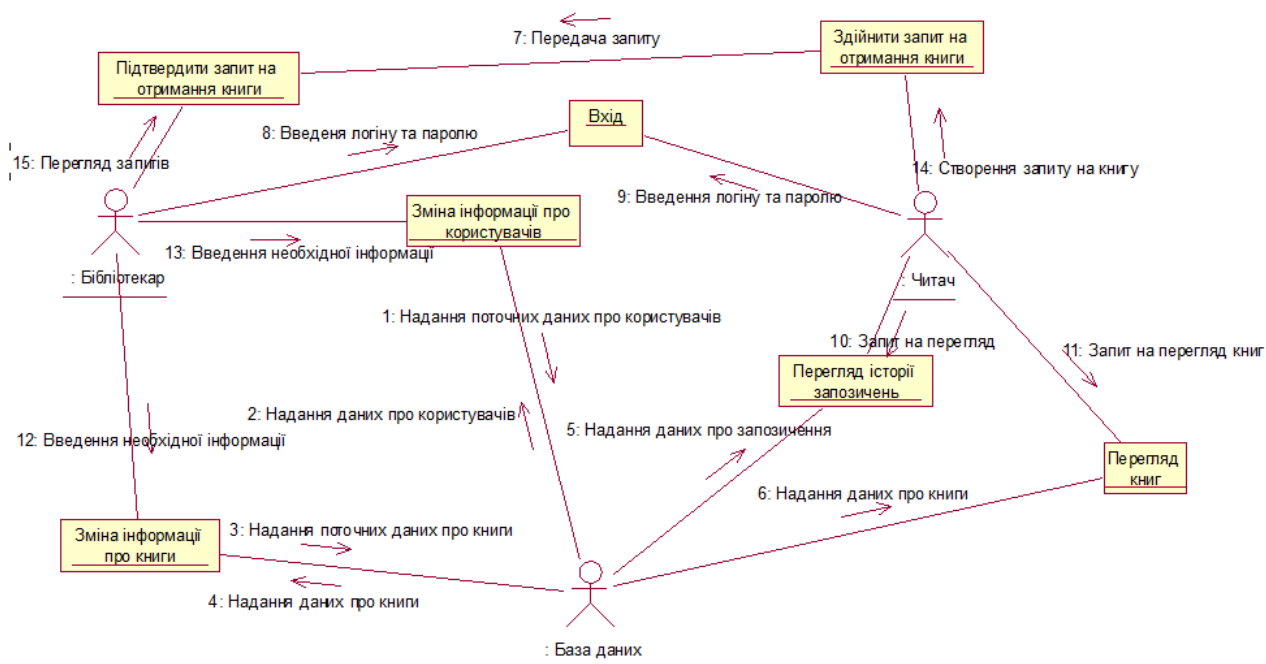 7: Передача запиту
Здійнити запит на
отримання книги
Підтвердити запит на
отримання книги
Вхід
8: Введеня логіну та паролю
15: Перегляд запитів
14: Створення запиту на книгу
9: Введення логіну та паролю
Зміна інформації про
користувачів
13: Введення необхідної інформації
: Бібліотекар
: Читач
1: Надання поточних даних про користувачів
10: Запит на перегляд
11: Запит на перегляд книг
Перегляд історії
запозичень
2: Надання даних про користувачів
5: Надання даних про запозичення
12: Введення необхідної інформації
Перегляд
книг
6: Надання даних про книги
Зміна інформації
про книги
3: Надання поточних даних про книги
4: Надання даних про книги
: База даних